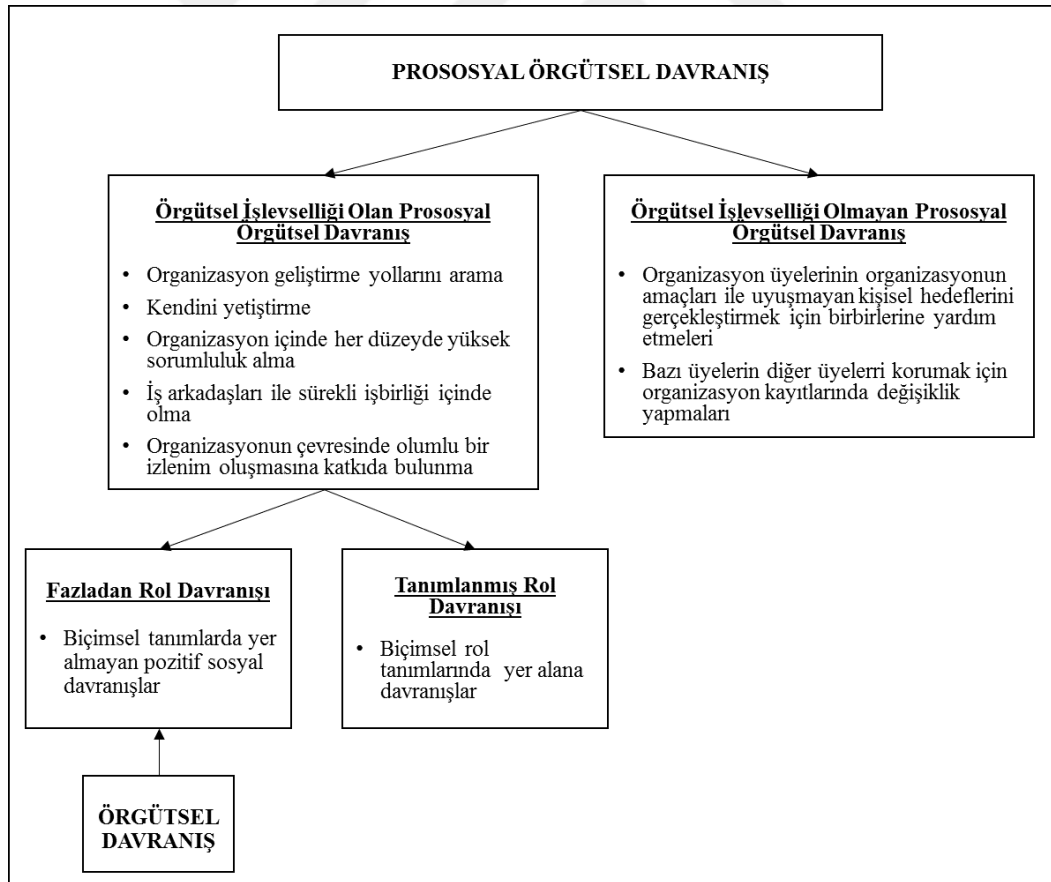 PROSOSYAL ÖRGÜTSEL DAVRANIŞ
Örgütsel İşlevselliği Olan Prososyal
Örgütsel Davranış
• Organizasyon geliştirme yollarını arama
• Kendini yetiştirme
• Organizasyon içinde her düzeyde yüksek
sorumluluk alma
• İş arkadaşları ile sürekli işbirliği içinde
olma
• Organizasyonun çevresinde olumlu bir
izlenim oluşmasına katkıda bulunma
Örgütsel İşlevselliği Olmayan Prososyal
Örgütsel Davranış
• Organizasyon üyelerinin organizasyonun
amaçları ile uyuşmayan kişisel hedeflerini
gerçekleştirmek için birbirlerine yardım
etmeleri
• Bazı üyelerin diğer üyelerri korumak için
organizasyon kayıtlarında değişiklik
yapmaları
Fazladan Rol Davranışı
• Biçimsel tanımlarda yer
almayan pozitif sosyal
davranışlar
Tanımlanmış Rol
Davranışı
• Biçimsel rol
tanımlarında yer alana
davranışlar
ÖRGÜTSEL
DAVRANIŞ